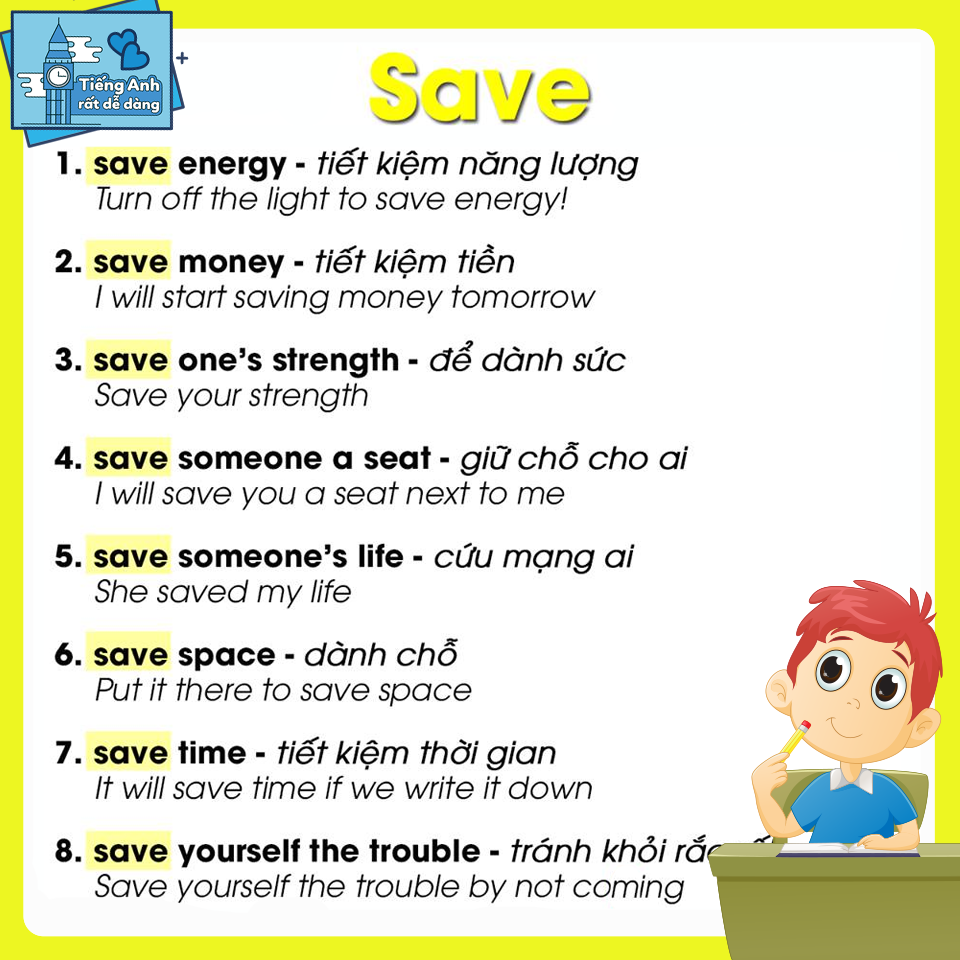 Tiếng Anh
rất dễ dàng
Save
1. save energy - tiết kiệm năng lượng
Turn off the light to save energy!
2. save money - tiết kiệm tiền
I will start saving money tomorrow
3. save one's strength - để dành sức
Save your strength
4. save someone a seat - giữ chỗ cho ai
I will save you a seat next to me
5. save someone's life - cứu mạng ai
She saved my life
6. save space - dành chỗ
Put it there to save space
7. save time - tiết kiệm thời gian
It will save time if we write it down
8. save yourself the trouble - tránh khỏi
Save yourself the trouble by not coming